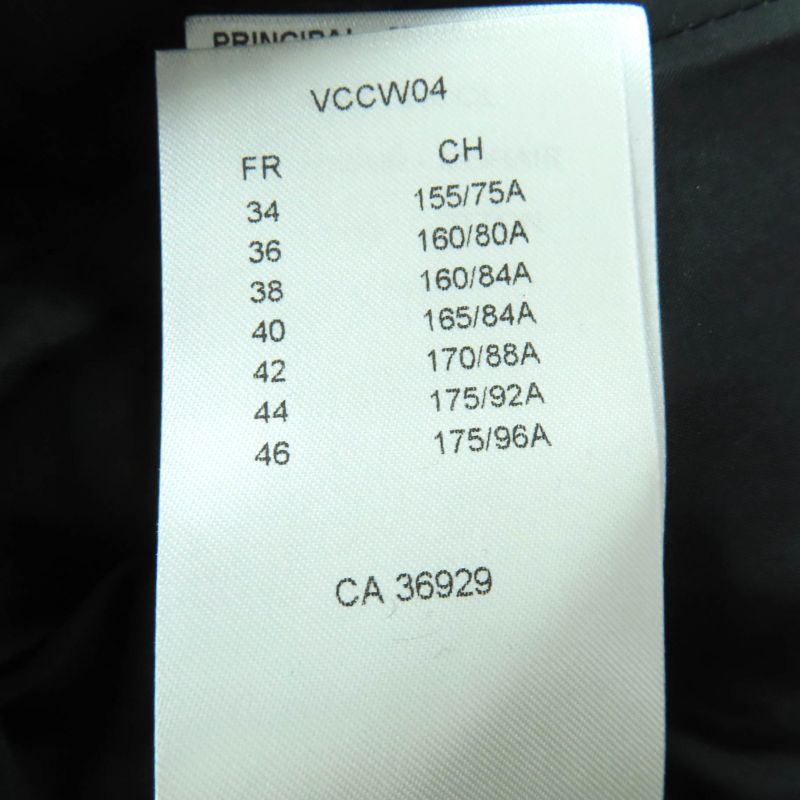 PRINCIPAL
VCCW04
FR CH
34 155/75A
36 160/80A
38 160/84A
40 165/84A
42 170/88A
44 175/92A
46 175/96A
CA 36929